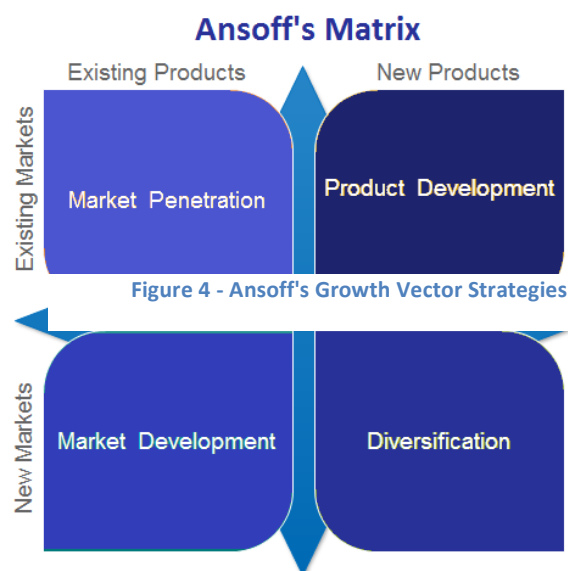 Ansoff's Matrix
Existing Products
New Products
Existing Markets
Market Penetration
Product Development
Figure 4 - Ansoff's Growth Vector Strategies
New Markets
Market Development
Diversification